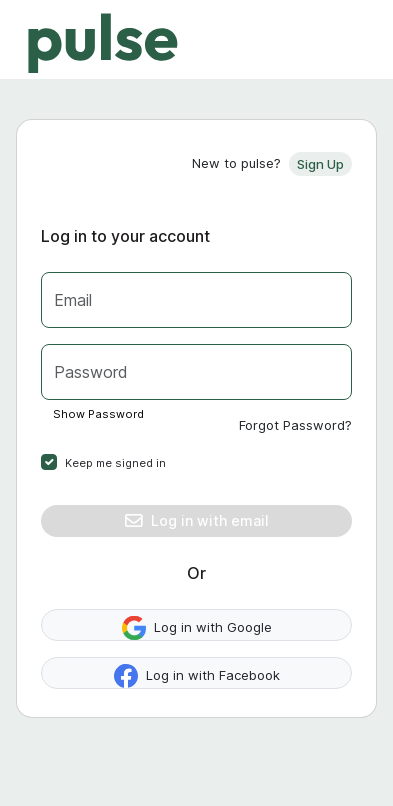 pulse
New to pulse? Sign Up
Log in to your account
Email
Password
Show Password
Forgot Password?
Keep me signed in
Log in with email
Or
Log in with Google
Log in with Facebook